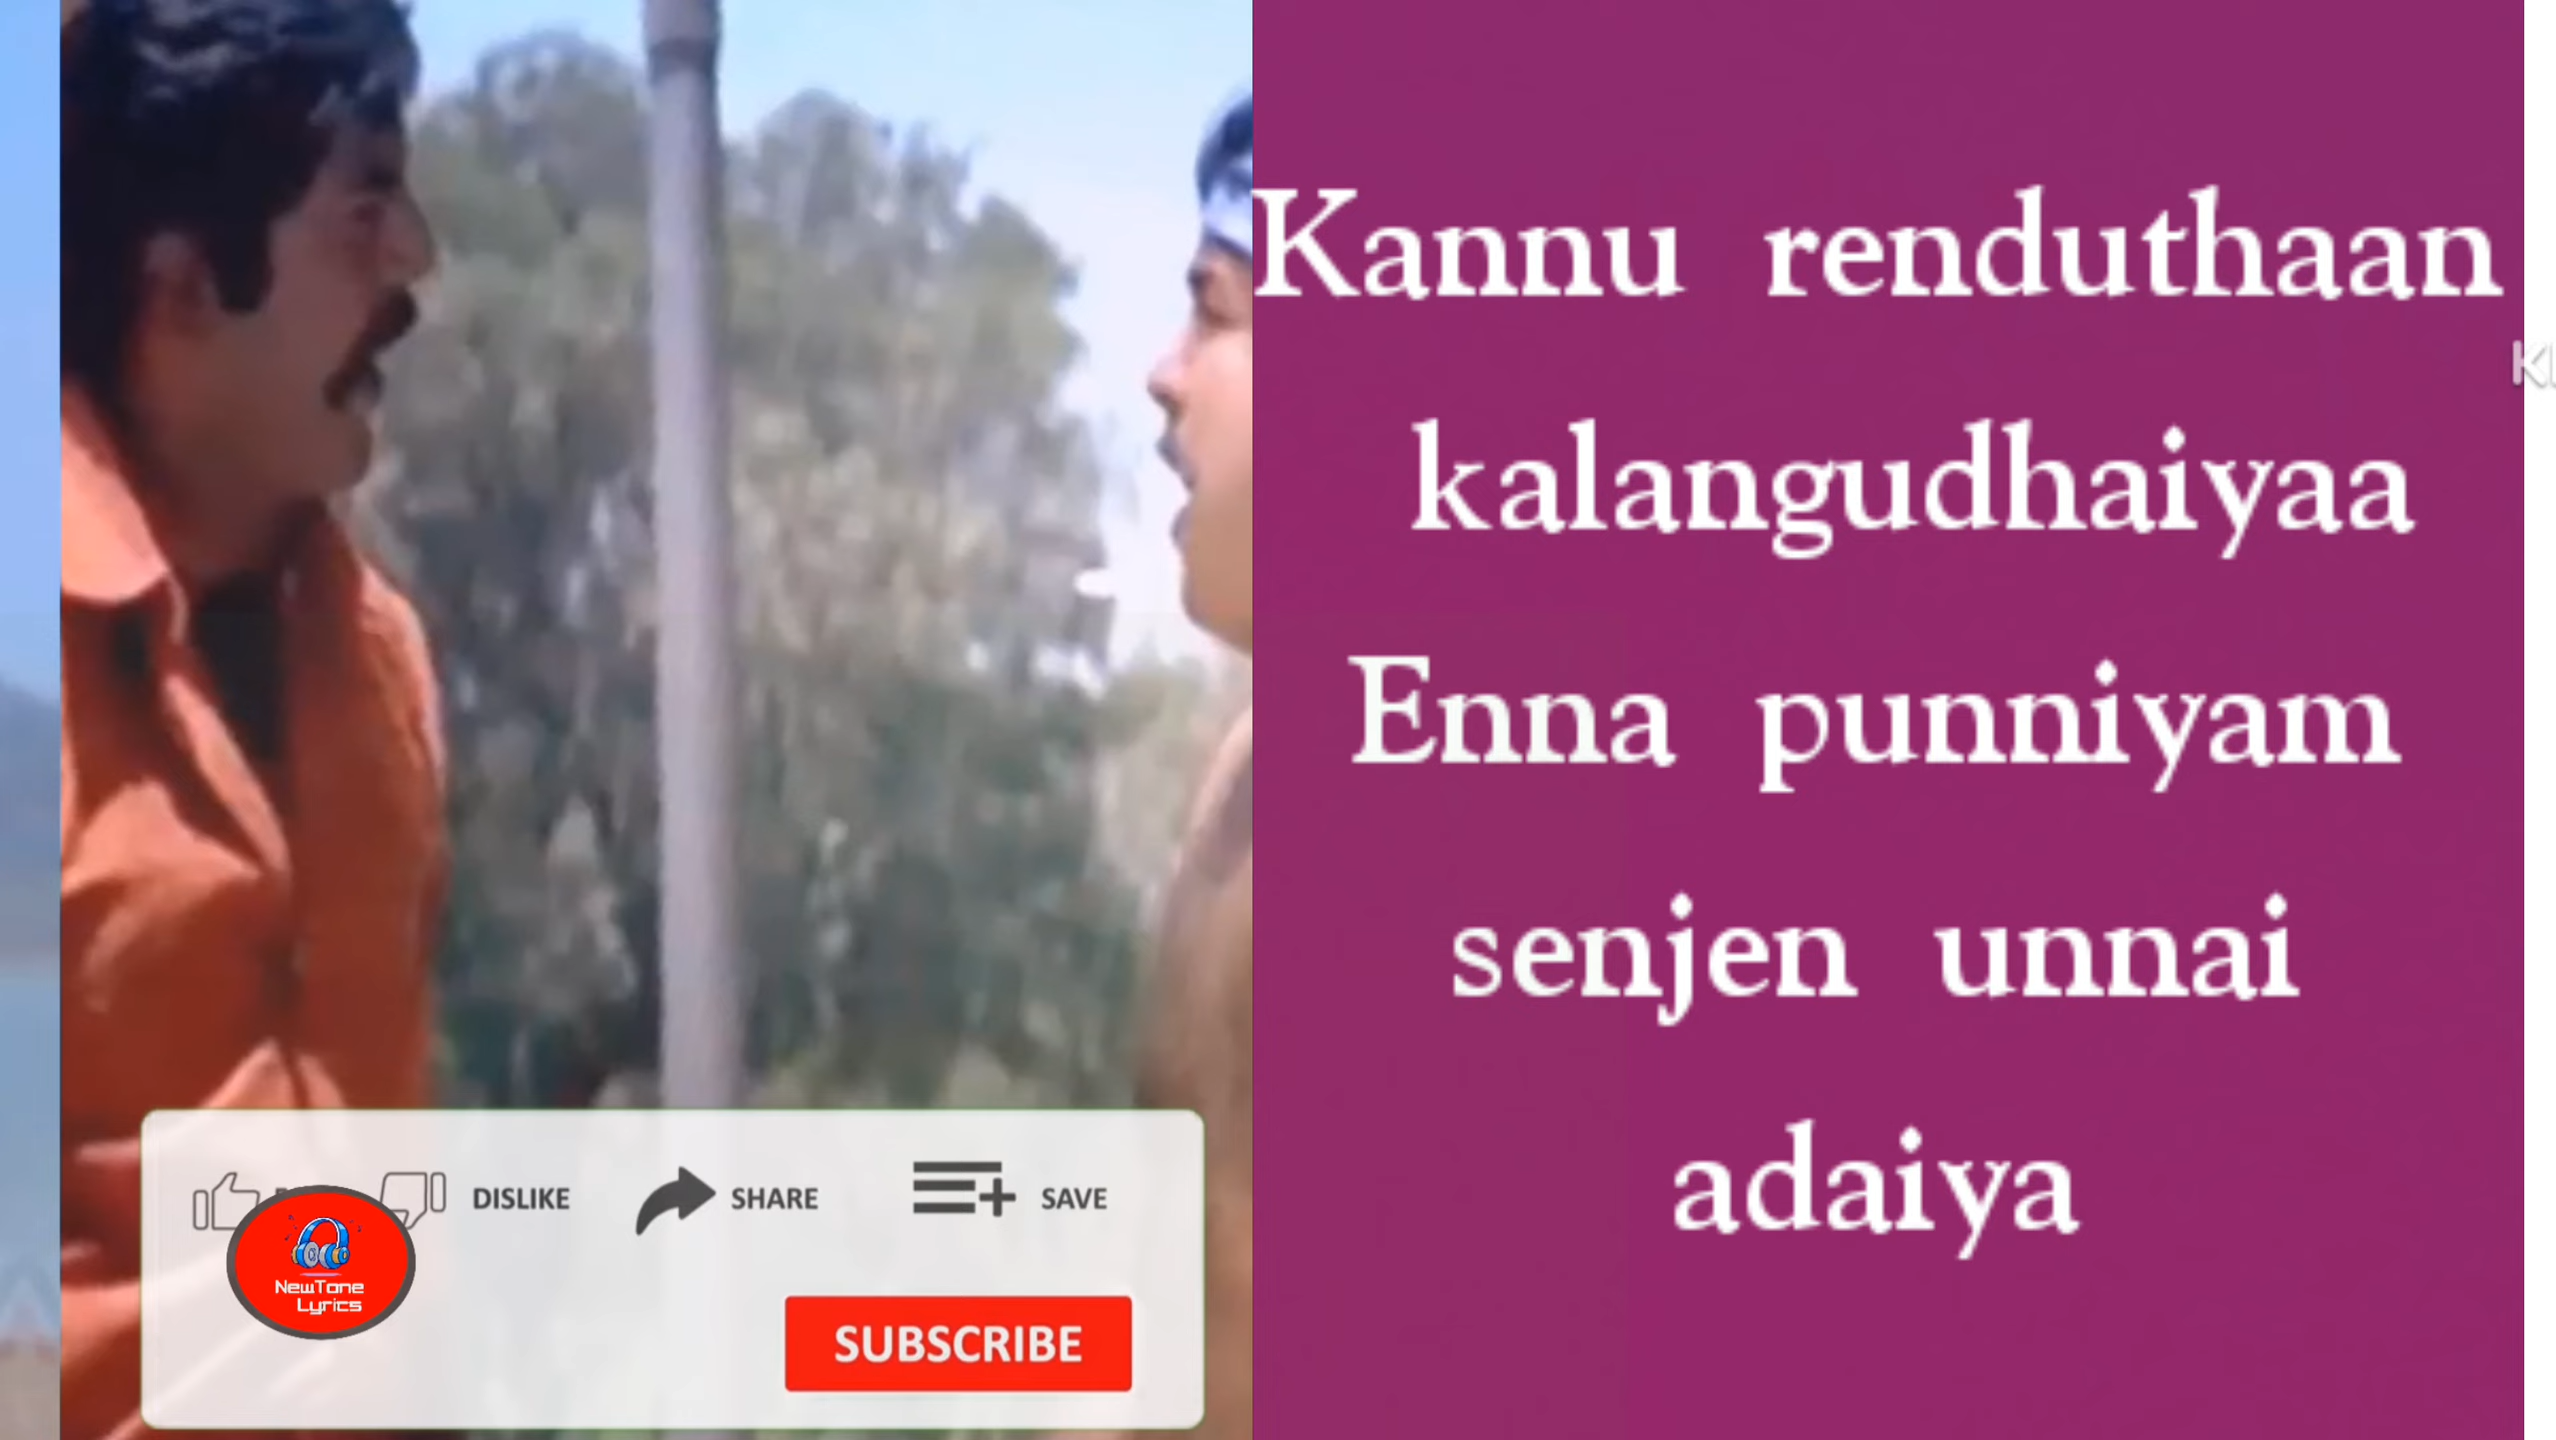 Kannu renduthaan
kalangudhaiyaa
Enna punniyam
senjen unnai
adaiya
DISLIKE
SHARE
SAVE
NewTone
Lyrics
SUBSCRIBE